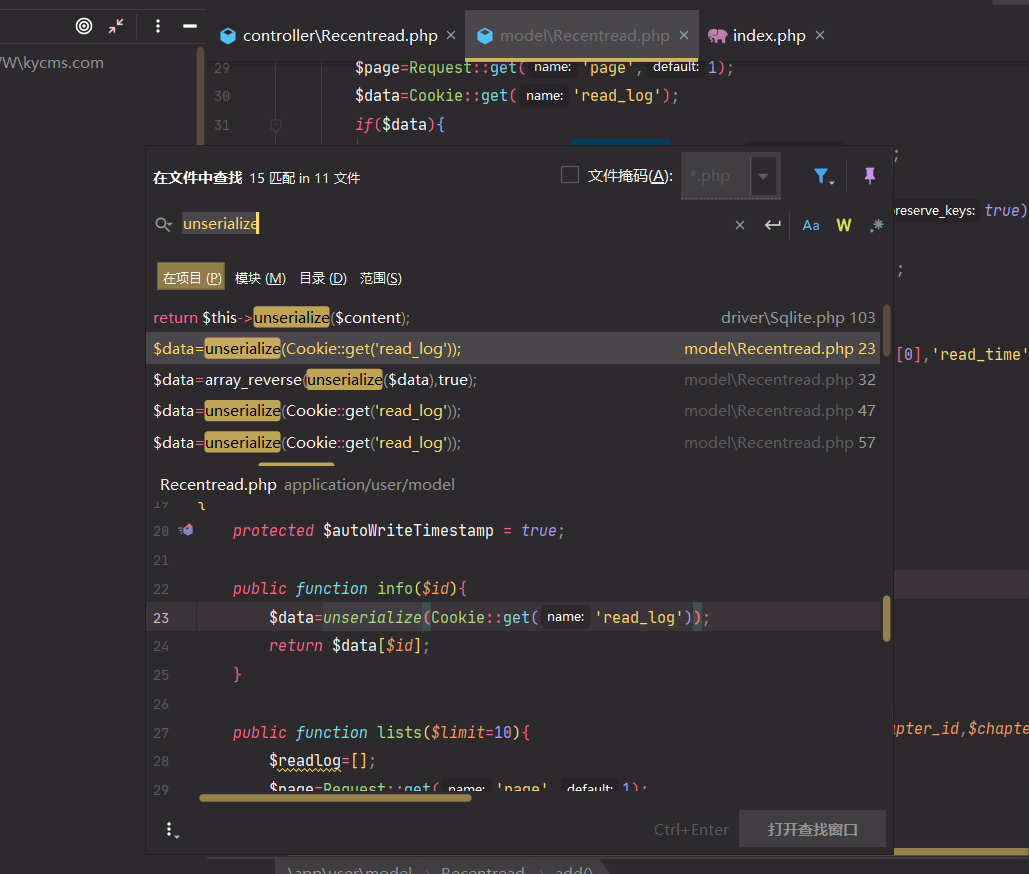 W\kycms.com
controller\Recentread.php × model\Recentread.php × index.php ×
29 $page=Request::get( name: 'page', default: 1);
30 $data=Cookie::get( name: 'read_log');
31 if($data){
;
在文件中查找 15 匹配 in 11 文件 文件掩码(A): *.php
reserve_keys: true)
unserialize × Aa W .*
;
在项目 (P) 模块 (M) 目录 (D) 范围(S)
return $this->unserialize($content); driver\Sqlite.php 103
$data=unserialize(Cookie::get('read_log')); model\Recentread.php 23
[0],'read_time'
$data=array_reverse(unserialize($data),true); model\Recentread.php 32
$data=unserialize(Cookie::get('read_log')); model\Recentread.php 47
$data=unserialize(Cookie::get('read_log')); model\Recentread.php 57
Recentread.php application/user/model
19 }
20 protected $autoWriteTimestamp = true;
21
22 public function info($id){
23 $data=unserialize(Cookie::get( name: 'read_log'));
24 return $data[$id];
25 }
26
27 public function lists($limit=10){
apter_id,$chapte
28 $readlog=[];
29 $page=Request::get( name: 'page', default: 1);
Ctrl+Enter 打开查找窗口
\app\user\model › Recentread › add()